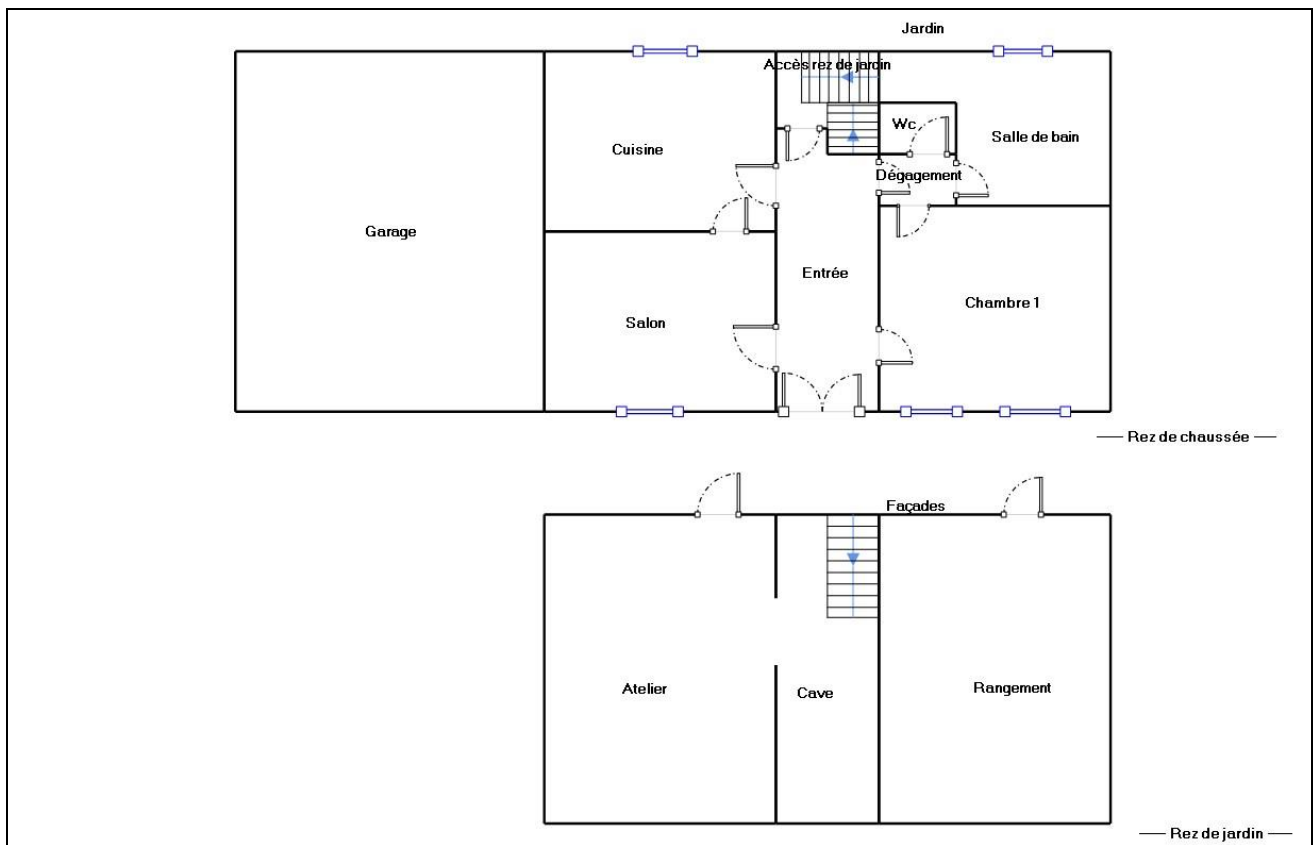 Jardin
Accès rez de jardin
Wc
Salle de bain
Cuisine
Dégagement
Garage
Entrée
Chambre 1
Salon
Rez de chaussée
Façades
Atelier
Cave
Rangement
Rez de jardin